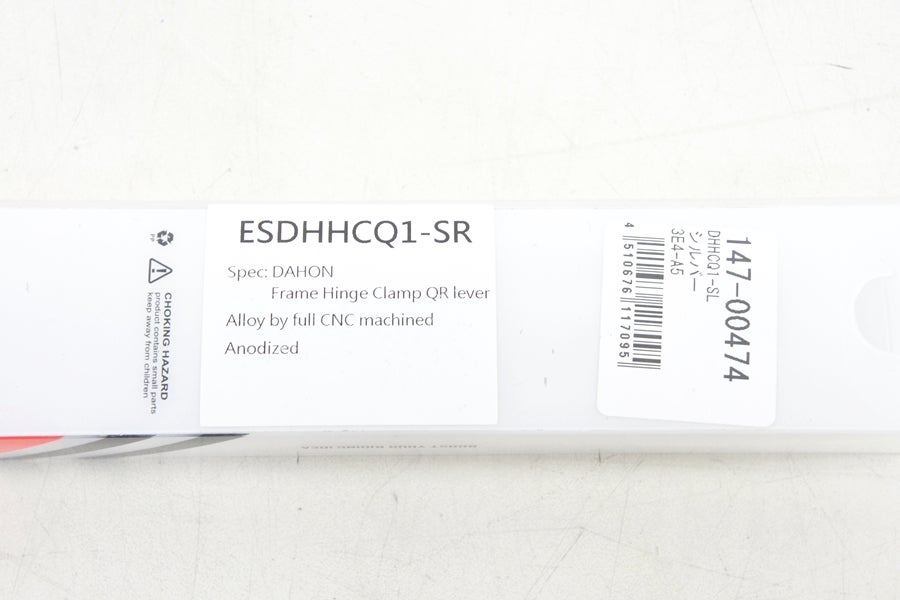 PP
CHOKING HAZARD
product contains small parts
keep away from children
ESDHHCQ1-SR
Spec: DAHON
Frame Hinge Clamp QR lever
Alloy by full CNC machined
Anodized
147-00474
DHHCQ1-SL
シルバー
3E4-A5
4 510676 117095